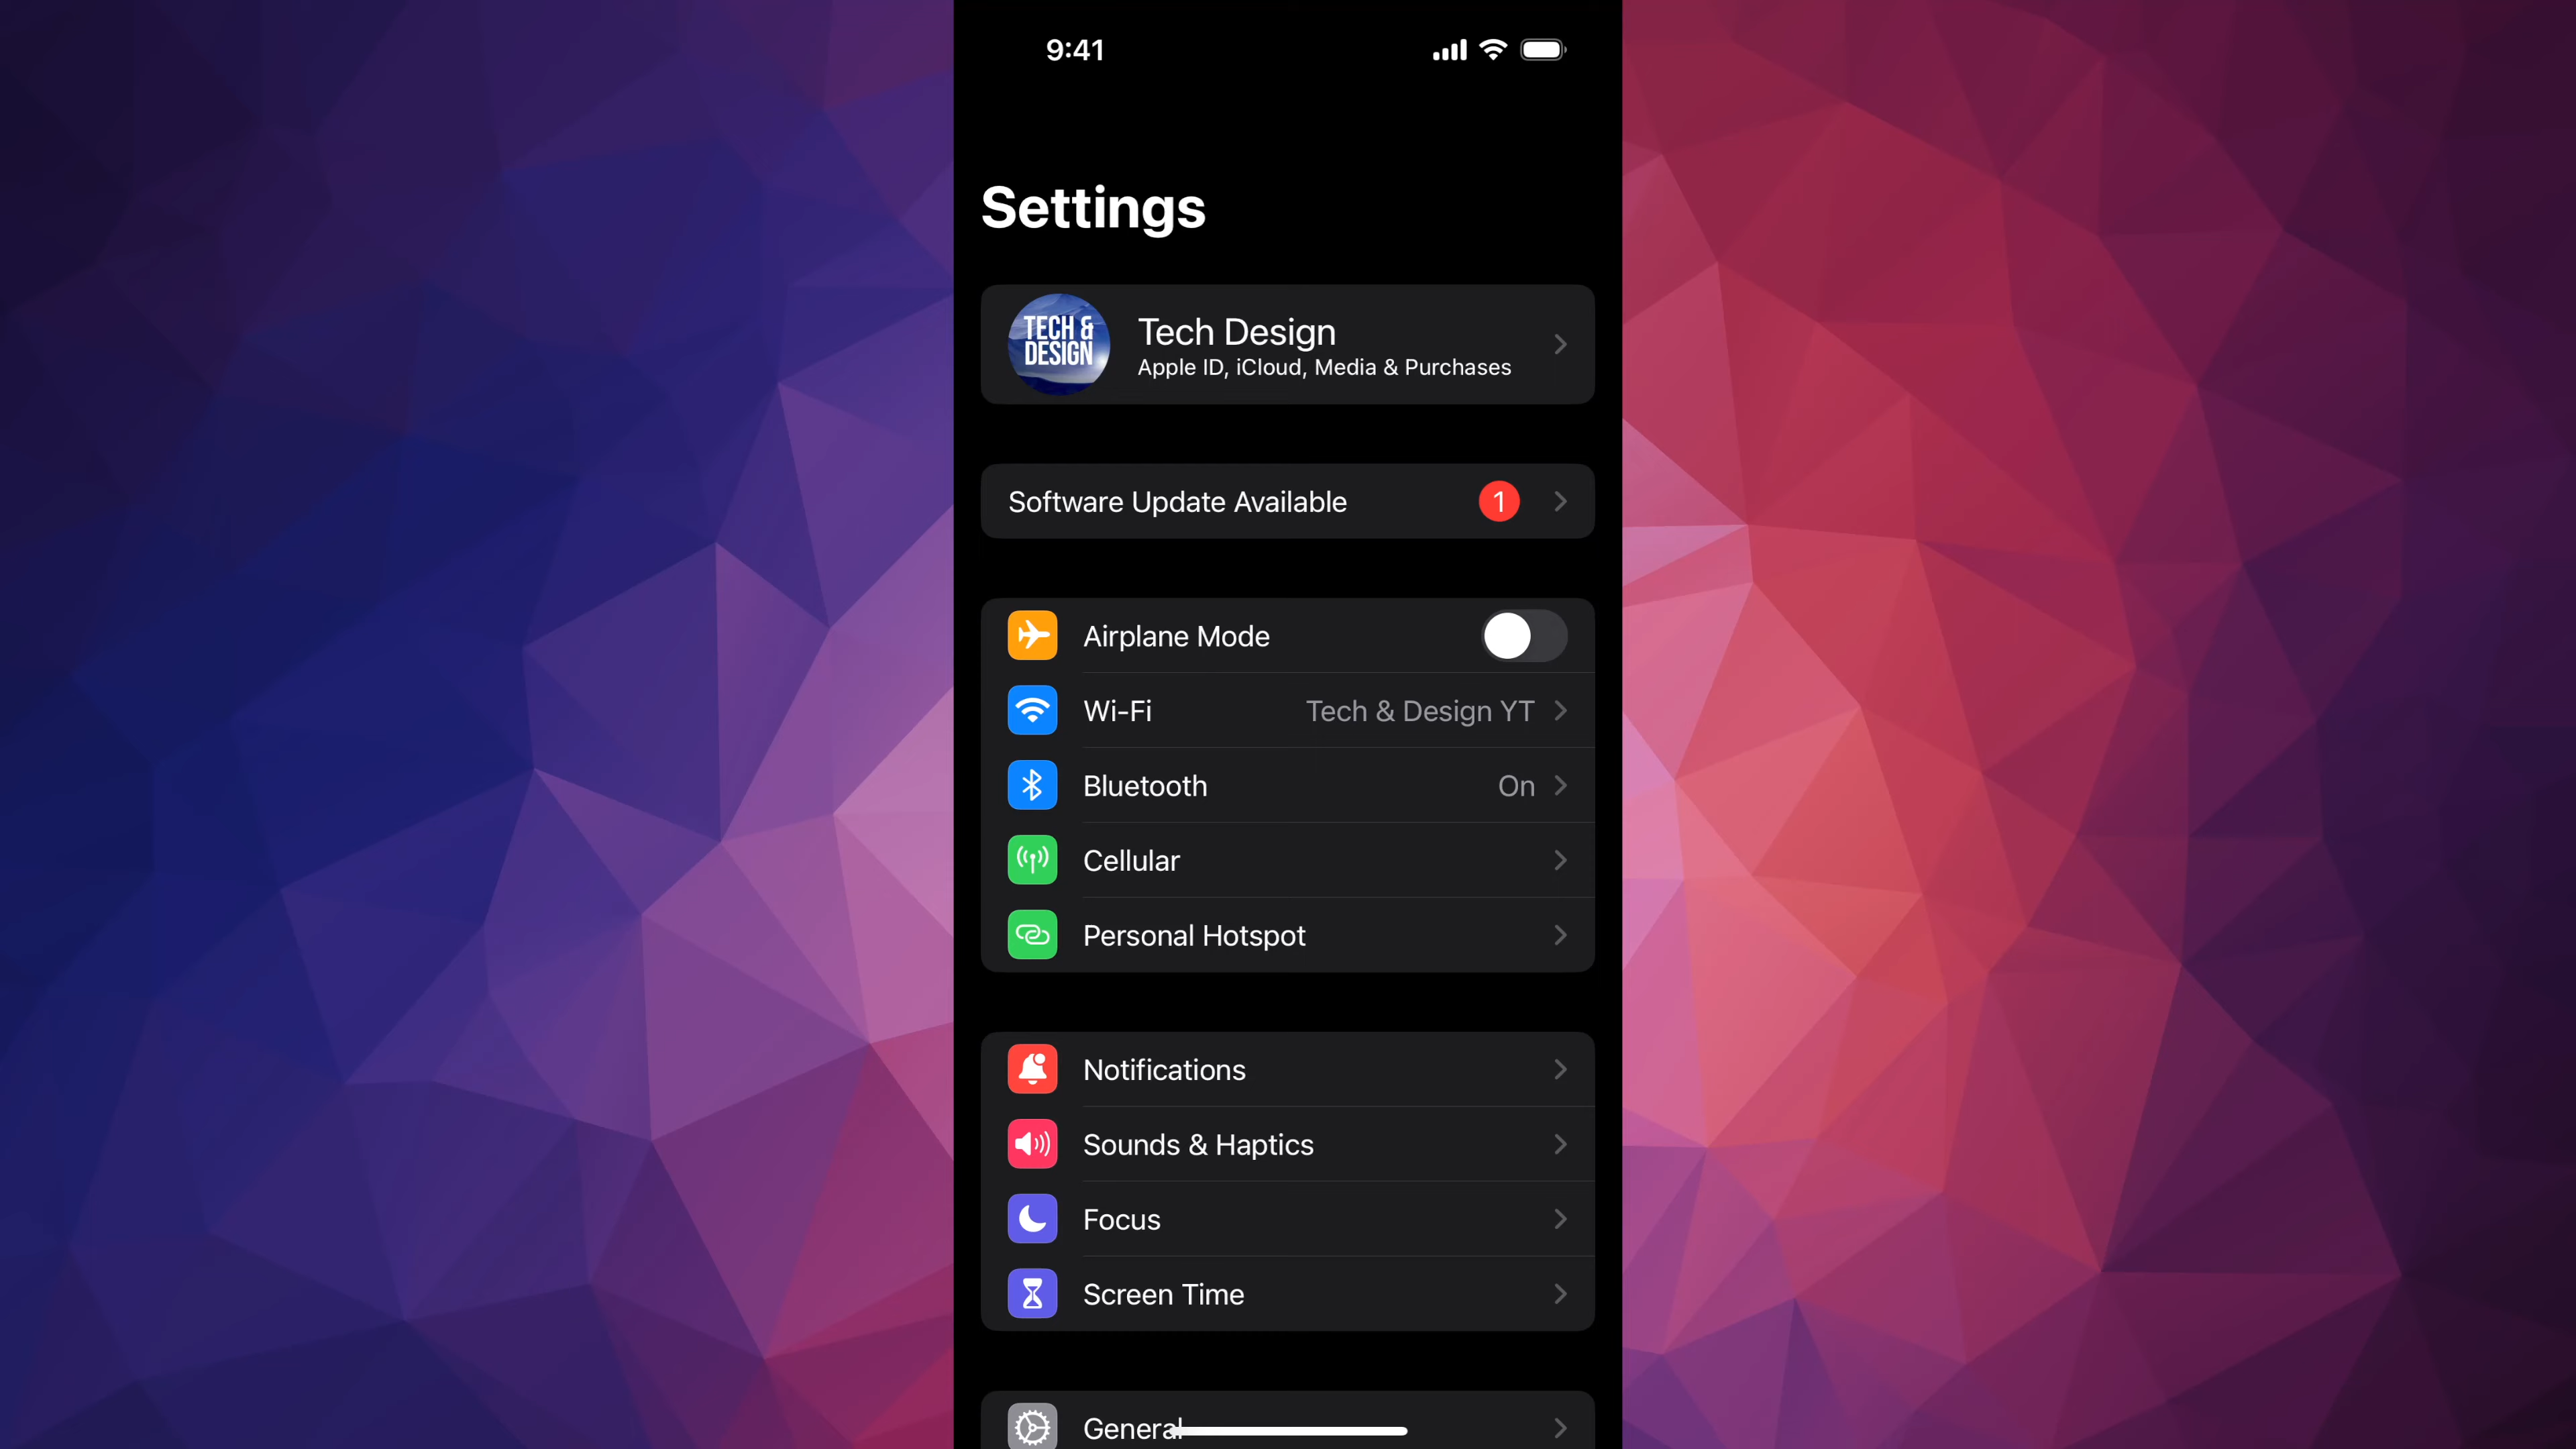 9:41
Settings
TECH &
DESIGN
Tech Design
Apple ID, iCloud, Media & Purchases
Software Update Available 1
Airplane Mode
Wi-Fi Tech & Design YT
Bluetooth On
Cellular
Personal Hotspot
Notifications
Sounds & Haptics
Focus
Screen Time
General